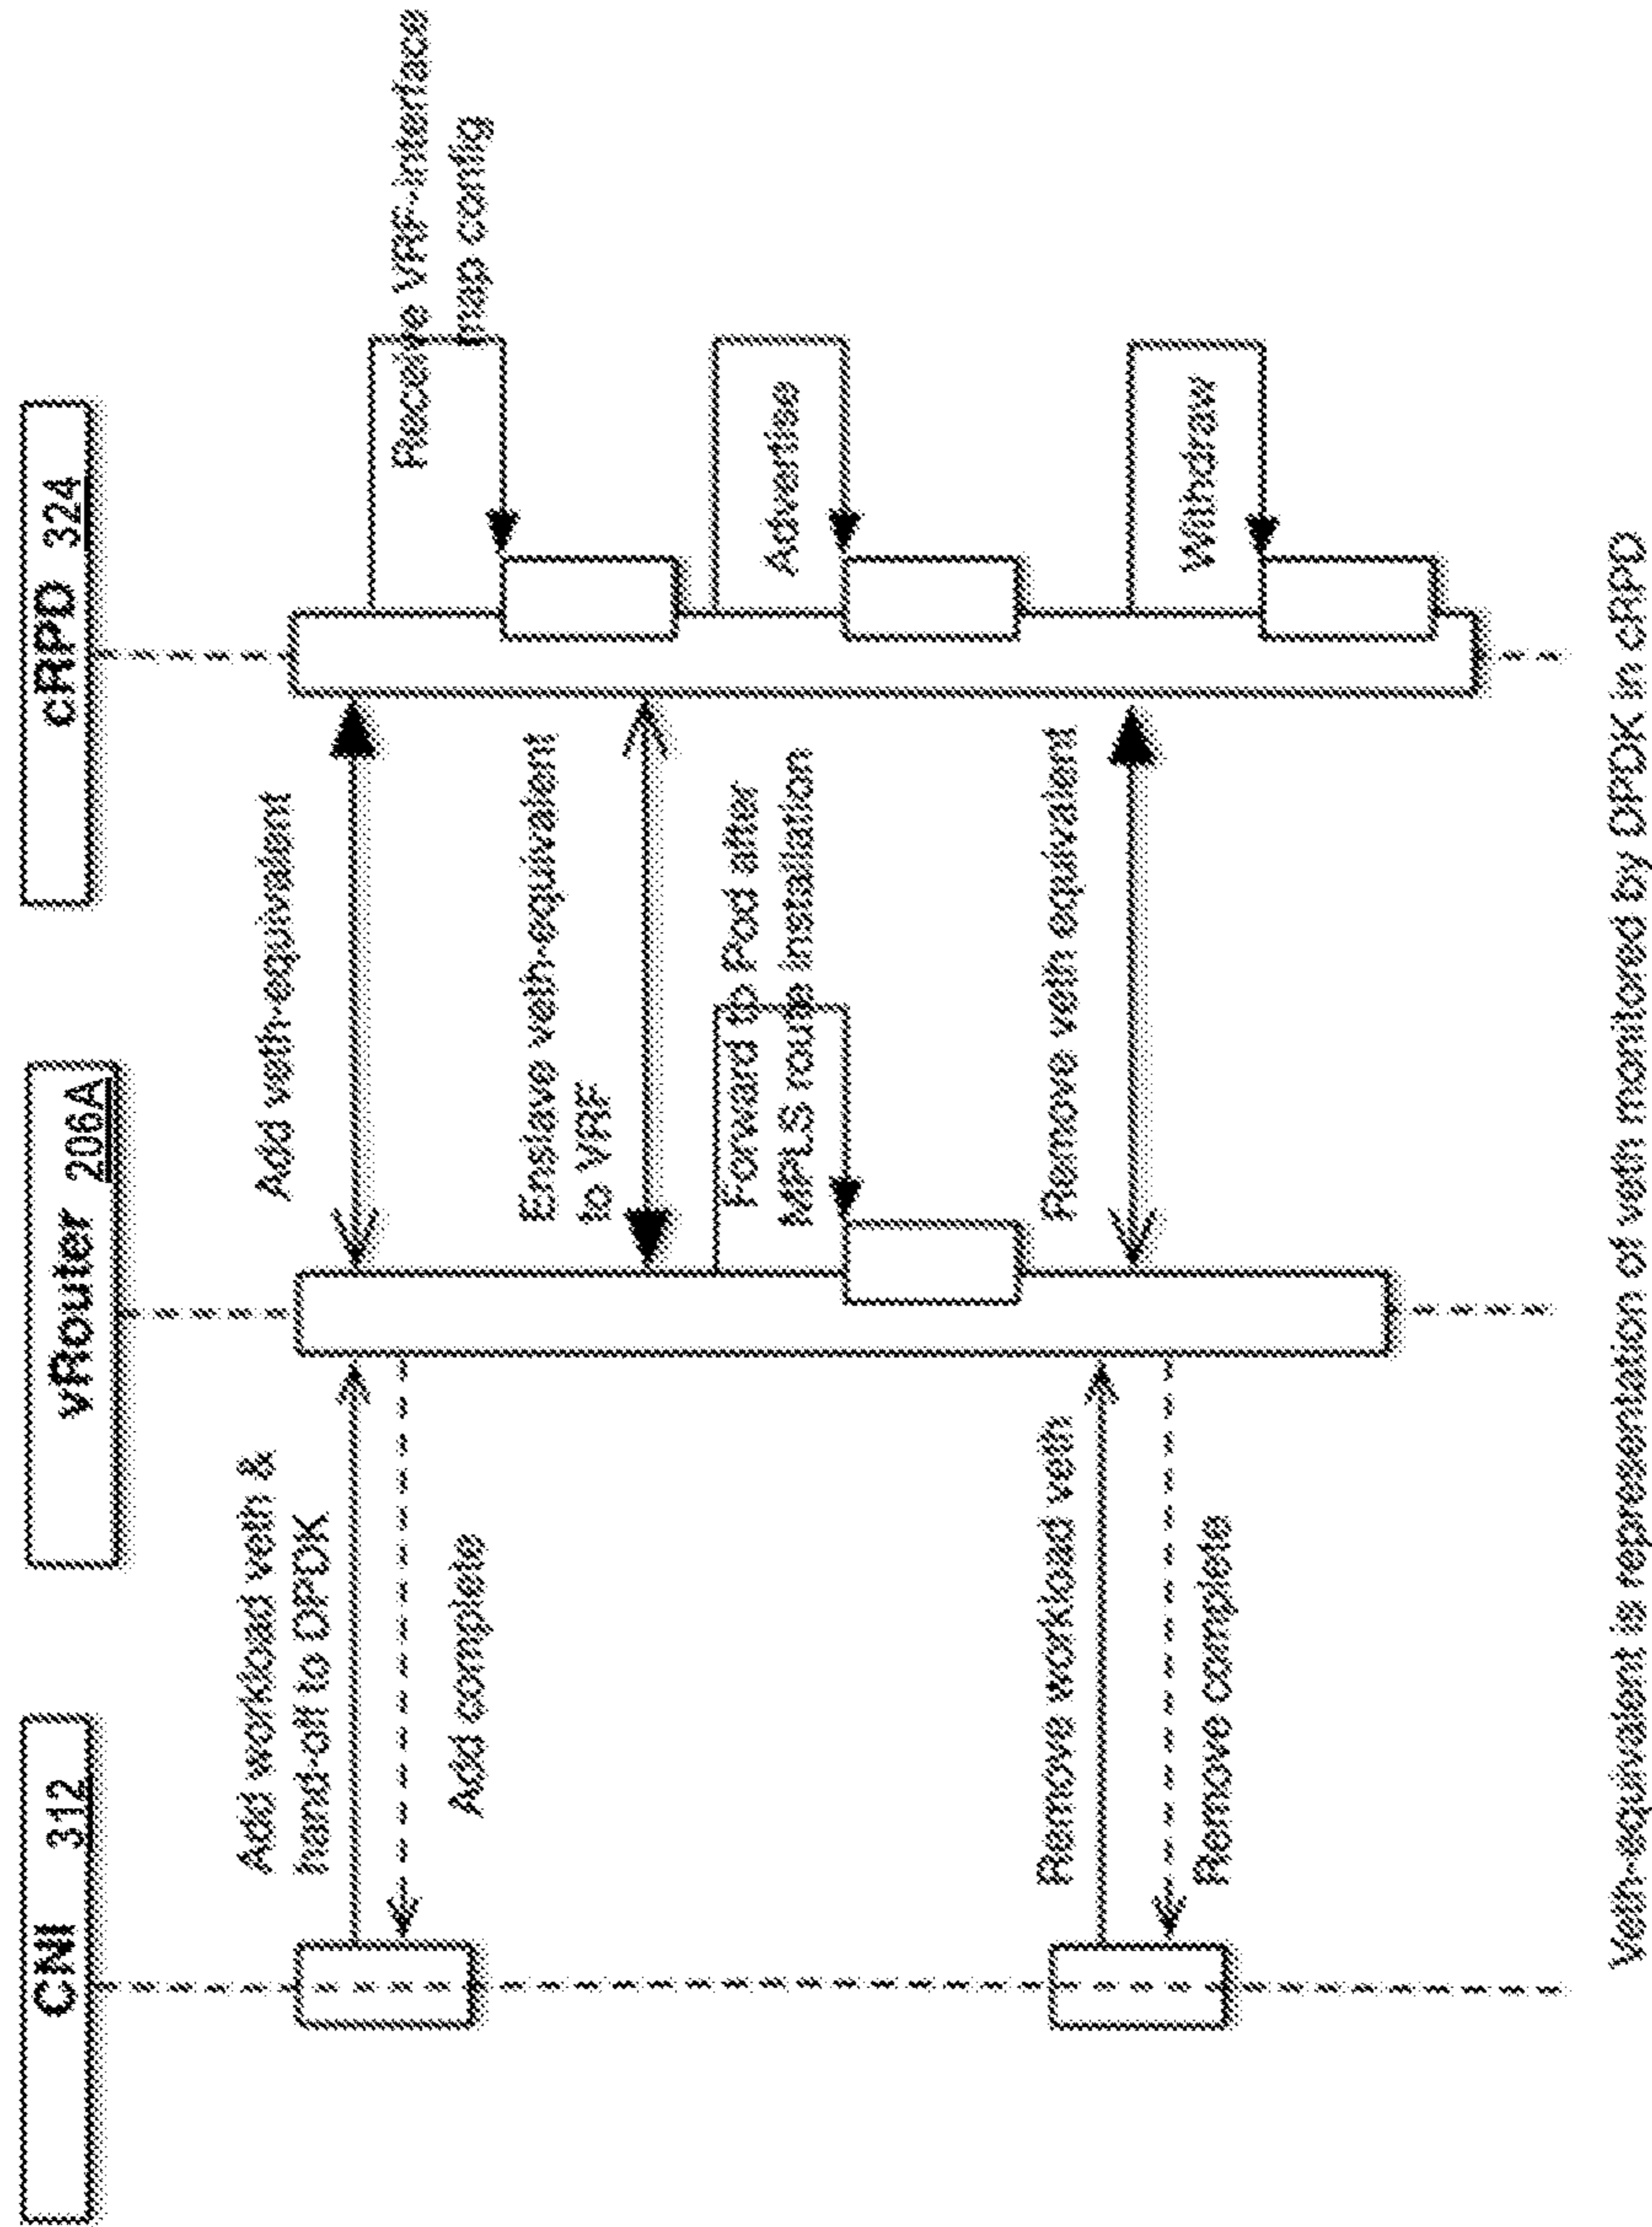 CNI 312
vRouter 206A
cRPD 324
Add workload veth &
hand-off to DPDK
Add complete
Add veth-equivalent
Receive VRF-interface
map config
Enslave veth-equivalent
to VRF
Forward to Pod after
MPLS route installation
Advertise
Remove workload veth
Remove complete
Remove veth equivalent
Withdraw
Veth-equivalent is representation of veth monitored by DPDK in cRPD